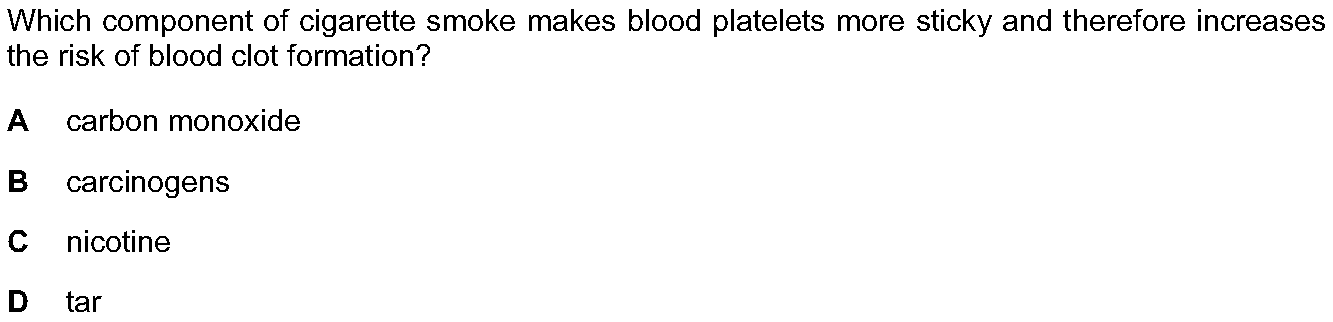 Which component of cigarette smoke makes blood platelets more sticky and therefore increases
the risk of blood clot formation?
A carbon monoxide
B carcinogens
C nicotine
D tar